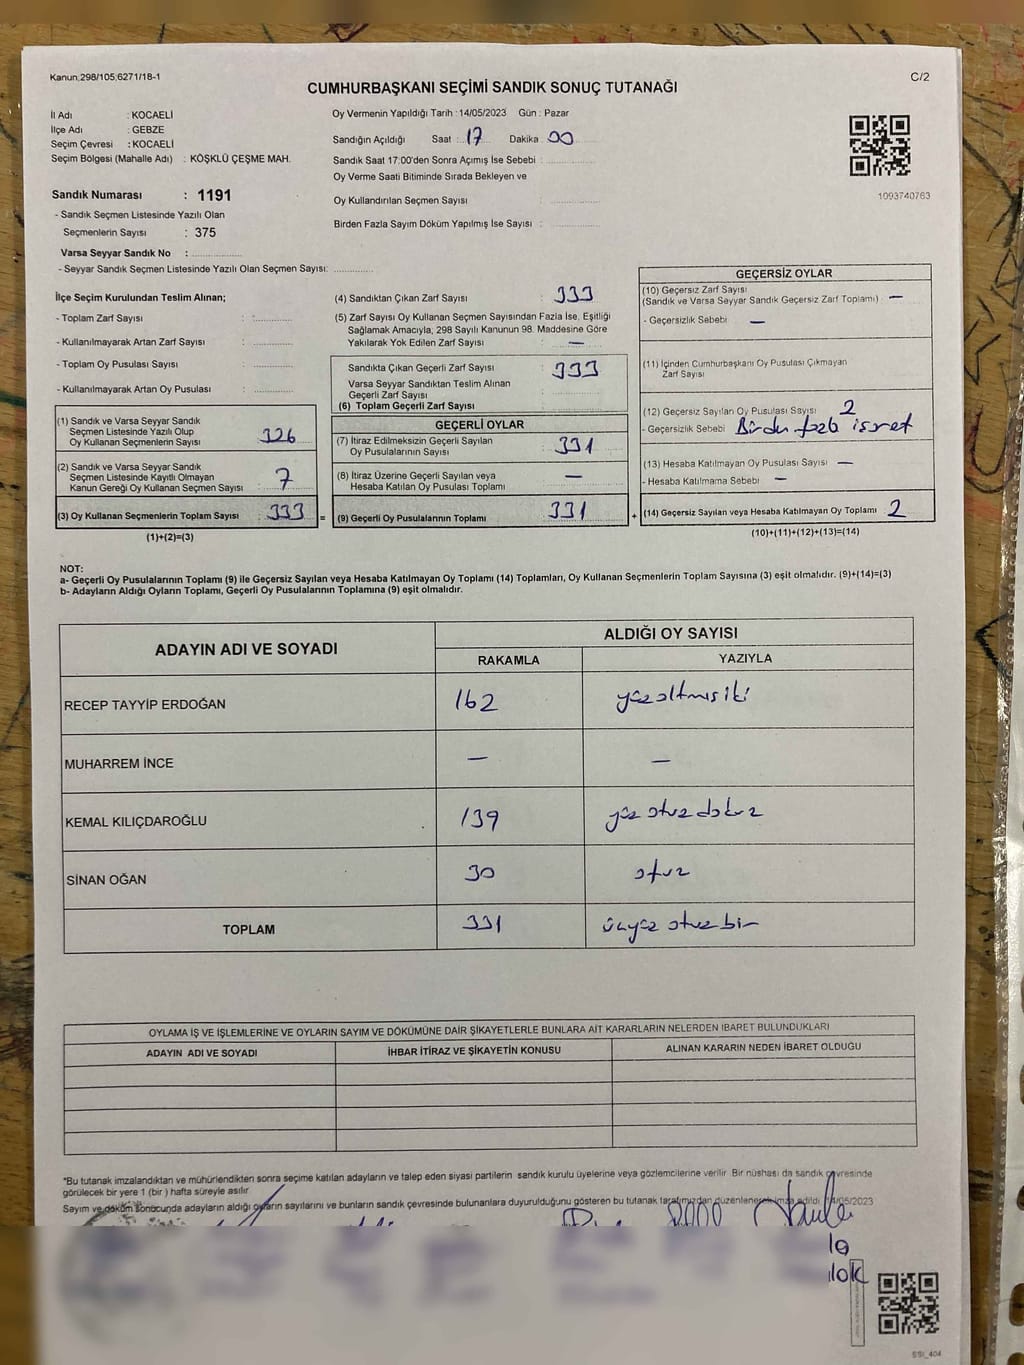 Kanun;298/105;6271/18-1
C/2
CUMHURBAŞKANI SEÇİMİ SANDIK SONUÇ TUTANAĞI
İl Adı : KOCAELİ
İlçe Adı : GEBZE
Seçim Çevresi : KOCAELİ
Seçim Bölgesi (Mahalle Adı) : KÖŞKLÜ ÇEŞME MAH.
Oy Vermenin Yapıldığı Tarih : 14/05/2023 Gün : Pazar
Sandığın Açıldığı Saat : 17 Dakika : 00
Sandık Saat 17:00'den Sonra Açımış İse Sebebi :
Oy Verme Saati Bitiminde Sırada Bekleyen ve
Oy Kullandırılan Seçmen Sayısı :
Birden Fazla Sayım Döküm Yapılmış İse Sayısı :
1093740763
Sandık Numarası : 1191
- Sandık Seçmen Listesinde Yazılı Olan
Seçmenlerin Sayısı : 375
Varsa Seyyar Sandık No :
- Seyyar Sandık Seçmen Listesinde Yazılı Olan Seçmen Sayısı:
İlçe Seçim Kurulundan Teslim Alınan;
- Toplam Zarf Sayısı :
- Kullanılmayarak Artan Zarf Sayısı :
- Toplam Oy Pusulası Sayısı :
- Kullanılmayarak Artan Oy Pusulası :
(1) Sandık ve Varsa Seyyar Sandık
Seçmen Listesinde Yazılı Olup
Oy Kullanan Seçmenlerin Sayısı : 326
(2) Sandık ve Varsa Seyyar Sandık
Seçmen Listesinde Kayıtlı Olmayan
Kanun Gereği Oy Kullanan Seçmen Sayısı : 7
(3) Oy Kullanan Seçmenlerin Toplam Sayısı : 333 =
(1)+(2)=(3)
(4) Sandıktan Çıkan Zarf Sayısı : 333
(5) Zarf Sayısı Oy Kullanan Seçmen Sayısından Fazla İse, Eşitliği
Sağlamak Amacıyla, 298 Sayılı Kanunun 98. Maddesine Göre
Yakılarak Yok Edilen Zarf Sayısı : —
Sandıkta Çıkan Geçerli Zarf Sayısı : 333
Varsa Seyyar Sandıktan Teslim Alınan
Geçerli Zarf Sayısı :
(6) Toplam Geçerli Zarf Sayısı :
GEÇERLİ OYLAR
(7) İtiraz Edilmeksizin Geçerli Sayılan
Oy Pusulalarının Sayısı : 331
(8) İtiraz Üzerine Geçerli Sayılan veya
Hesaba Katılan Oy Pusulası Toplamı : —
(9) Geçerli Oy Pusulalarının Toplamı : 331 +
GEÇERSİZ OYLAR
(10) Geçersiz Zarf Sayısı
(Sandık ve Varsa Seyyar Sandık Geçersiz Zarf Toplamı) : —
- Geçersizlik Sebebi : —
(11) İçinden Cumhurbaşkanı Oy Pusulası Çıkmayan
Zarf Sayısı :
(12) Geçersiz Sayılan Oy Pusulası Sayısı : 2
- Geçersizlik Sebebi : Birden fazla işaret
(13) Hesaba Katılmayan Oy Pusulası Sayısı : —
- Hesaba Katılmama Sebebi : —
(14) Geçersiz Sayılan veya Hesaba Katılmayan Oy Toplamı : 2
(10)+(11)+(12)+(13)=(14)
NOT:
a- Geçerli Oy Pusulalarının Toplamı (9) ile Geçersiz Sayılan veya Hesaba Katılmayan Oy Toplamı (14) Toplamları, Oy Kullanan Seçmenlerin Toplam Sayısına (3) eşit olmalıdır. (9)+(14)=(3)
b- Adayların Aldığı Oyların Toplamı, Geçerli Oy Pusulalarının Toplamına (9) eşit olmalıdır.
ADAYIN ADI VE SOYADI ALDIĞI OY SAYISI
RAKAMLA YAZIYLA
RECEP TAYYİP ERDOĞAN 162 yüzaltmışiki
MUHARREM İNCE — —
KEMAL KILIÇDAROĞLU 139 yüz otuz dokuz
SİNAN OĞAN 30 otuz
TOPLAM 331 üçyüz otuz bir
OYLAMA İŞ VE İŞLEMLERİNE VE OYLARIN SAYIM VE DÖKÜMÜNE DAİR ŞİKAYETLERLE BUNLARA AİT KARARLARIN NELERDEN İBARET BULUNDUKLARI
ADAYIN ADI VE SOYADI İHBAR İTİRAZ VE ŞİKAYETİN KONUSU ALINAN KARARIN NEDEN İBARET OLDUĞU
*Bu tutanak imzalandıktan ve mühürlendikten sonra seçime katılan adayların ve talep eden siyasi partilerin sandık kurulu üyelerine veya gözlemcilerine verilir. Bir nüshası da sandık çevresinde
görülecek bir yere 1 (bir) hafta süreyle asılır.
Sayım ve döküm sonucunda adayların aldığı oyların sayılarını ve bunların sandık çevresinde bulunanlara duyurulduğunu gösteren bu tutanak tarafımızdan düzenlenerek imza edildi. 14/05/2023
SSI_404